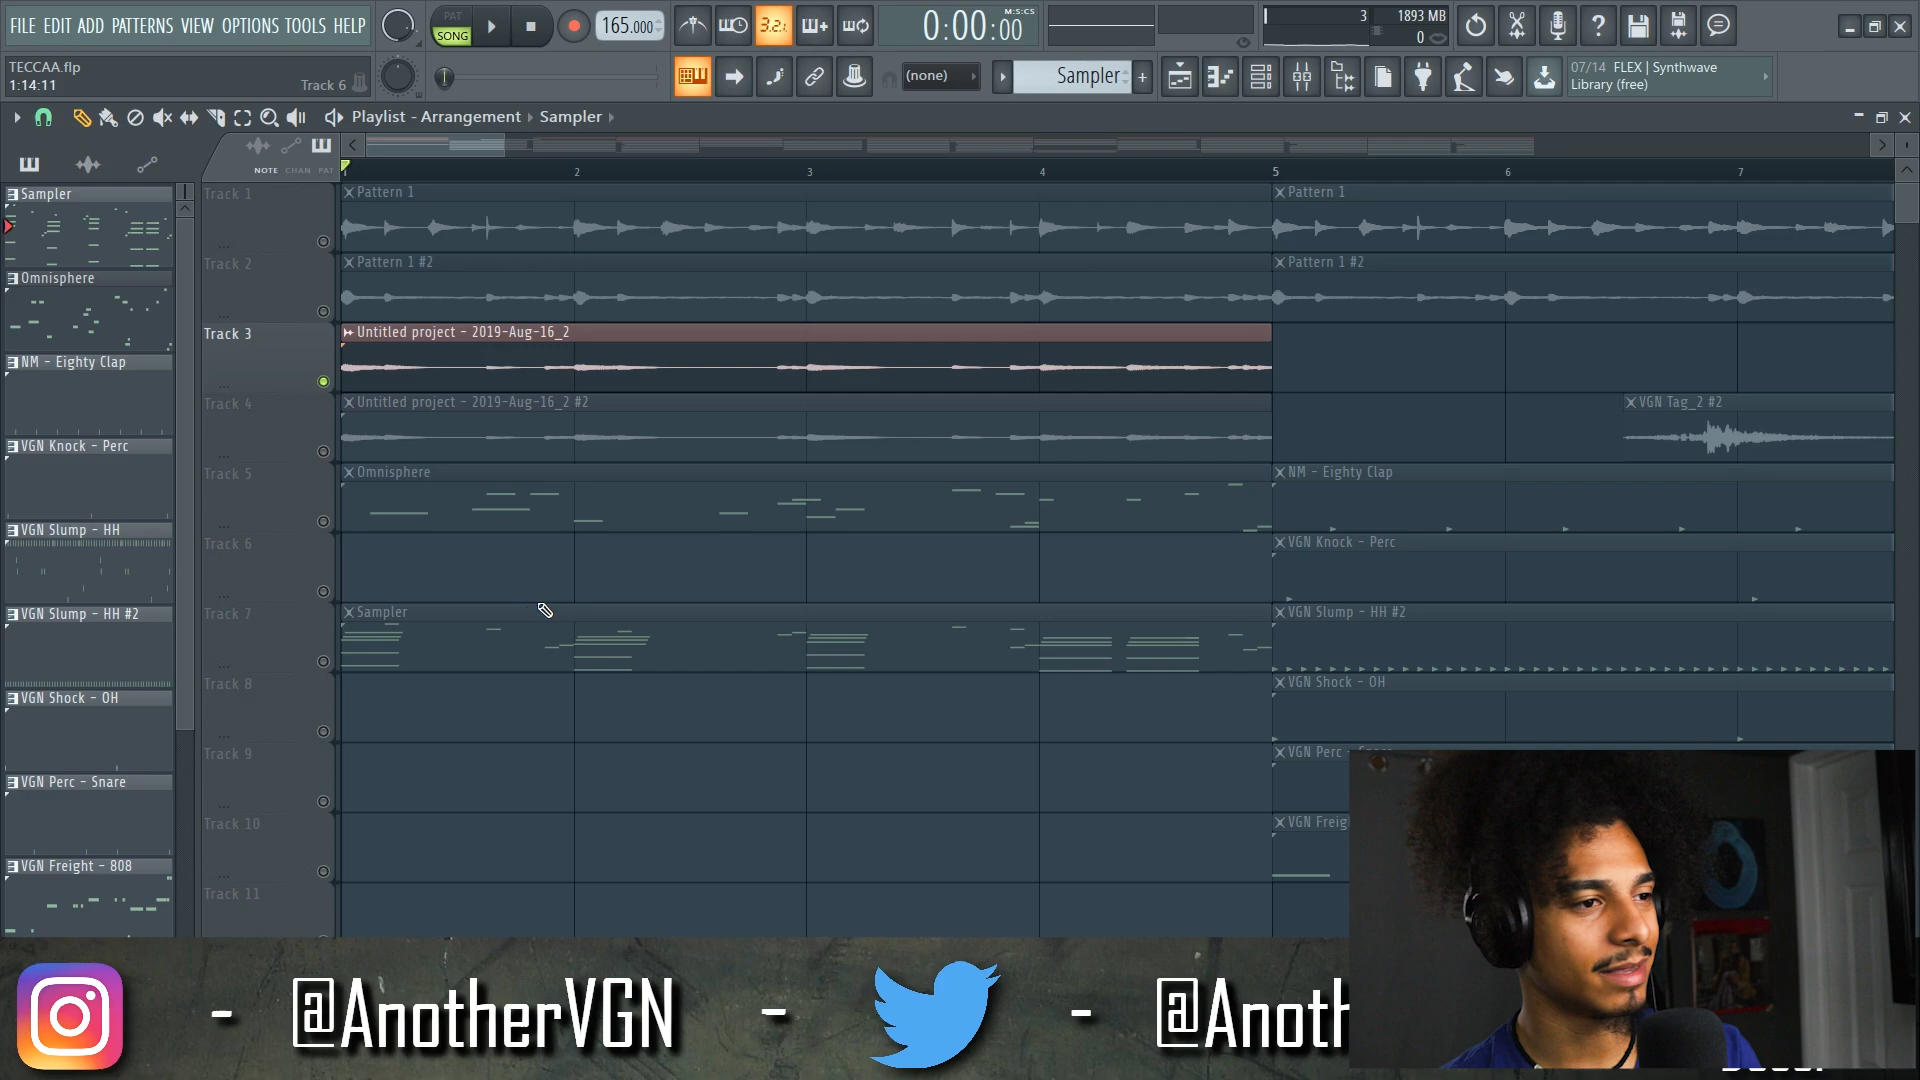 FILE EDIT ADD PATTERNS VIEW OPTIONS TOOLS HELP
PAT
SONG
165.000
3.2.
0:00:00
M:S:CS
3
1893 MB
0
TECCAA.flp
1:14:11
Track 6
(none)
Sampler
+
07/14 FLEX | Synthwave
Library (free)
Playlist - Arrangement
Sampler
NOTE CHAN PAT
2
3
4
5
6
7
Sampler
Omnisphere
NM - Eighty Clap
VGN Knock - Perc
VGN Slump - HH
VGN Slump - HH #2
VGN Shock - OH
VGN Perc - Snare
VGN Freight - 808
Track 1
Pattern 1
Pattern 1
Track 2
Pattern 1 #2
Pattern 1 #2
Track 3
Untitled project - 2019-Aug-16_2
Track 4
Untitled project - 2019-Aug-16_2 #2
VGN Tag_2 #2
Track 5
Omnisphere
NM - Eighty Clap
Track 6
VGN Knock - Perc
Track 7
Sampler
VGN Slump - HH #2
Track 8
VGN Shock - OH
Track 9
VGN Perc
Track 10
VGN Freig
Track 11
- @AnotherVGN - - @Anoth